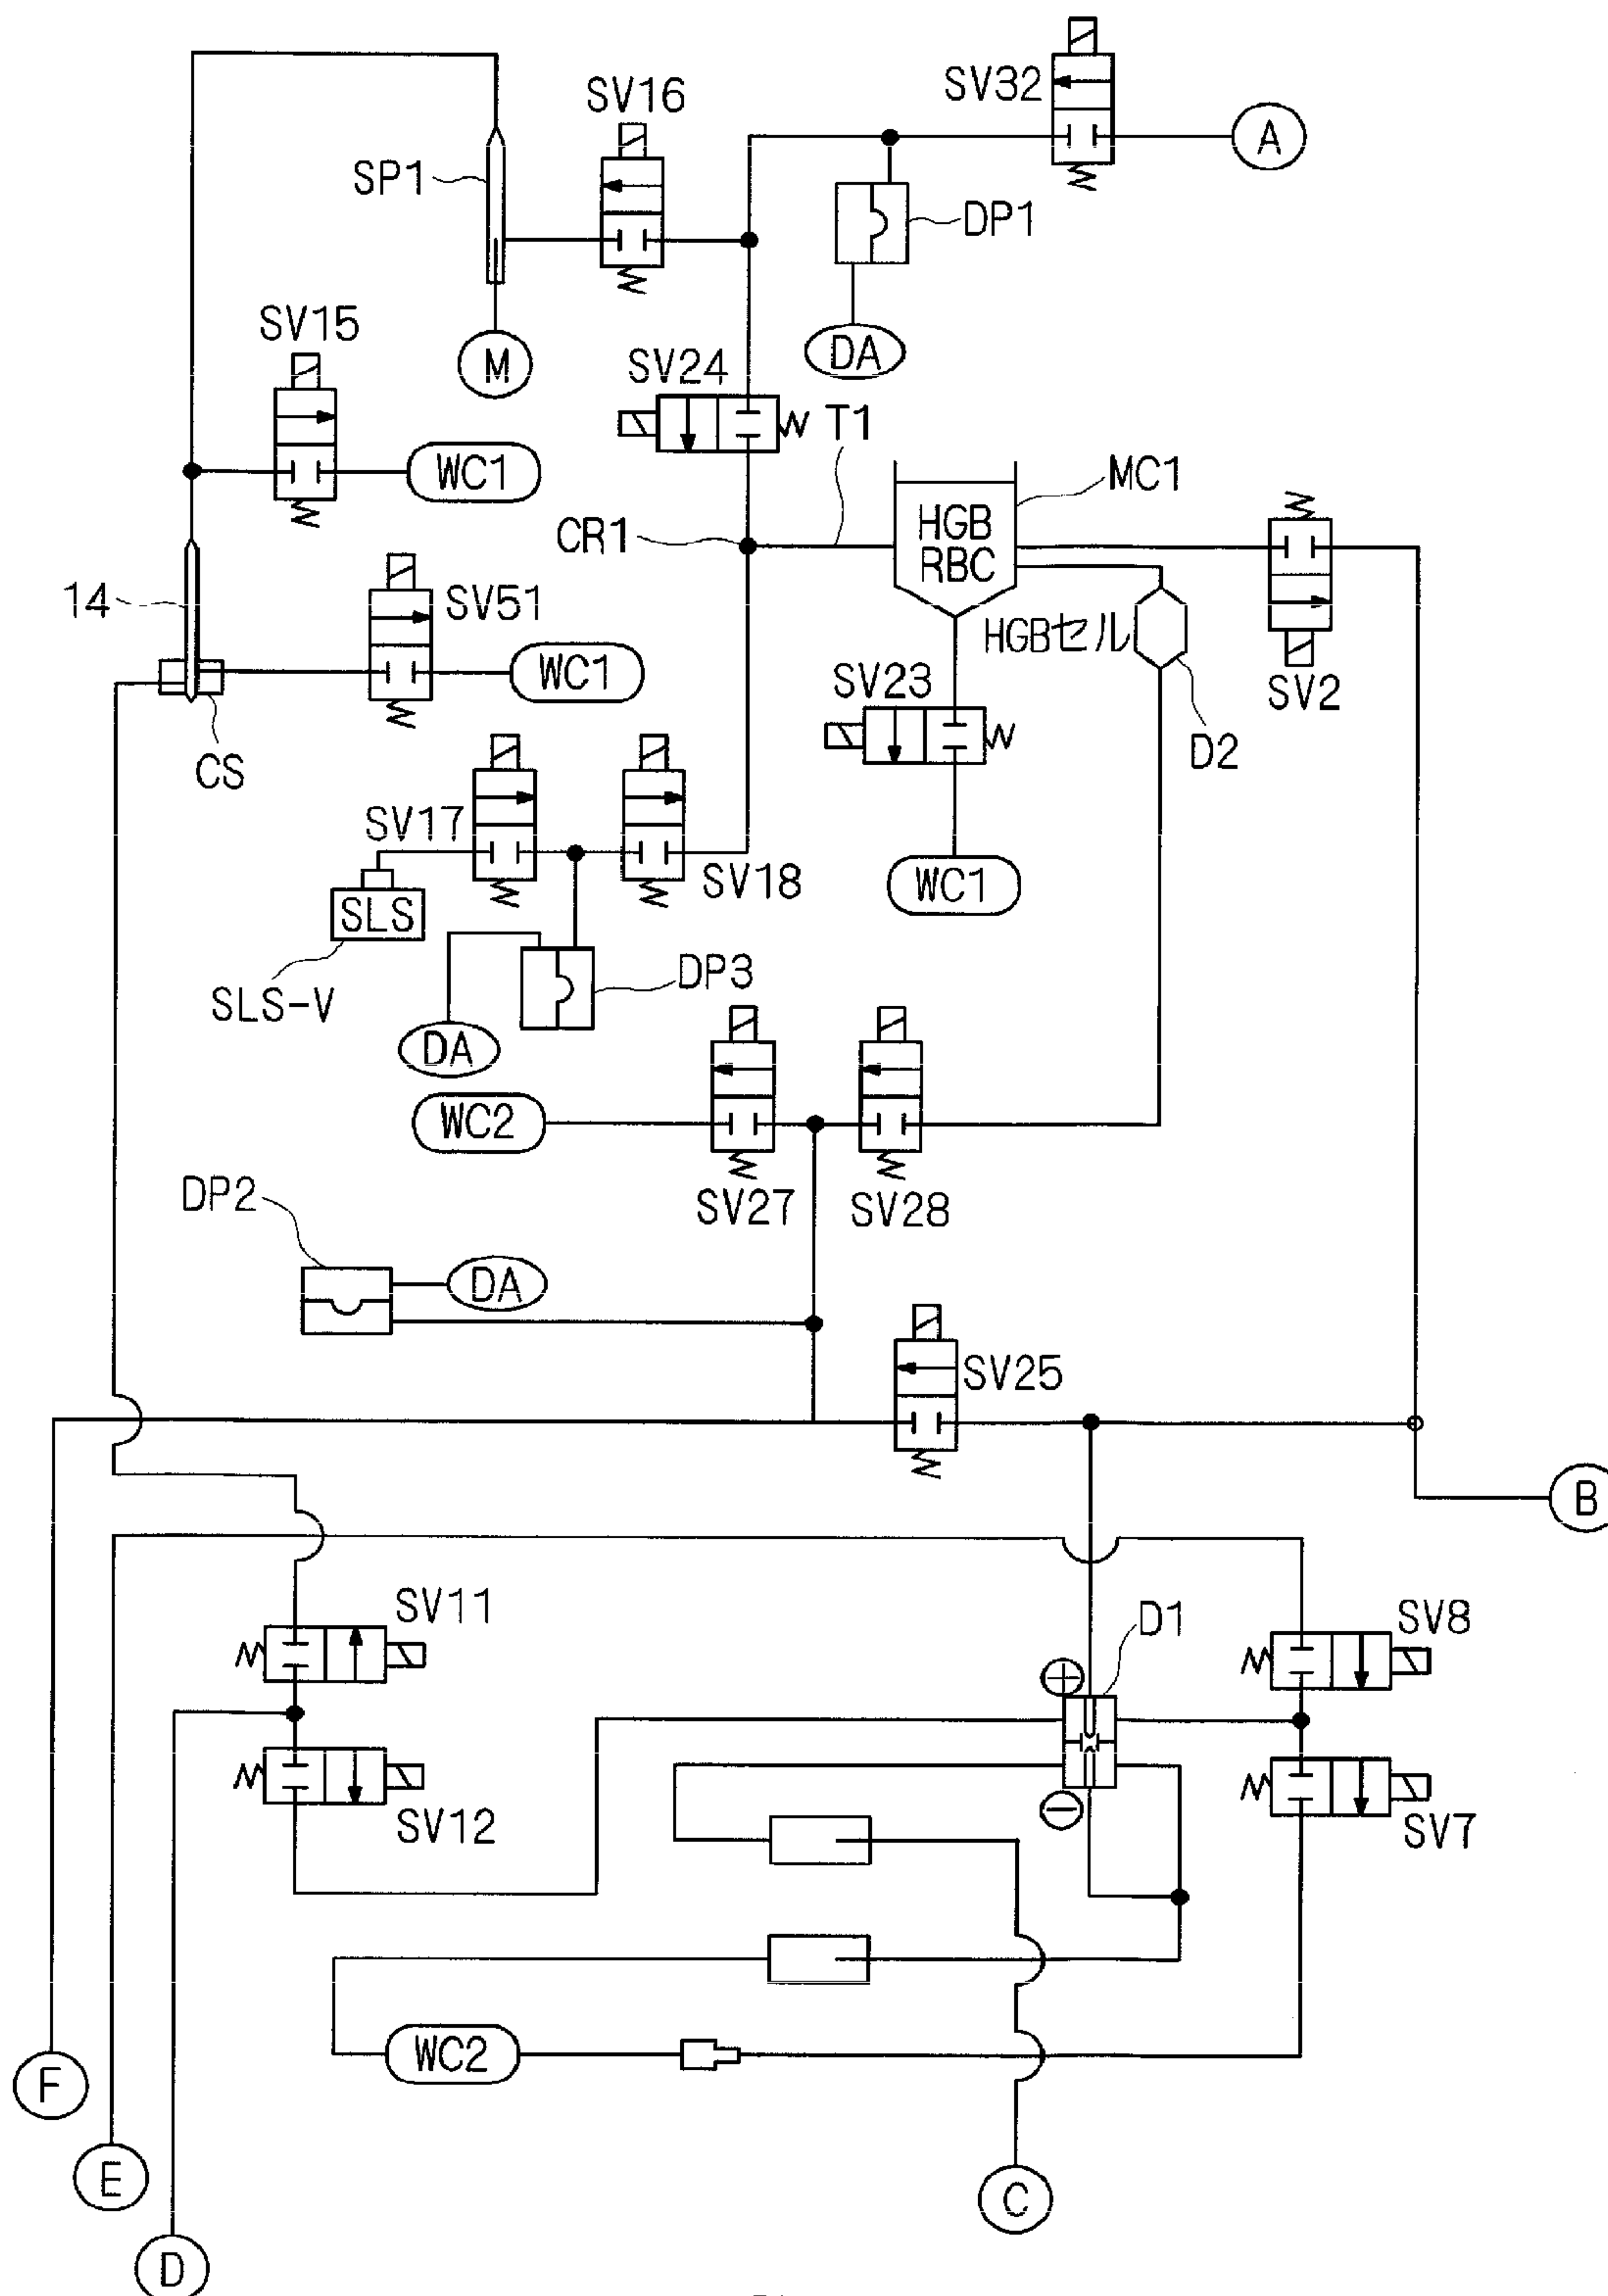 SV32
A
SV16
SP1
DP1
SV15
M
DA
SV24
T1
WC1
MC1
HGB
RBC
CR1
14
SV51
HGBセル
WC1
SV23
SV2
D2
CS
SV17
SV18
WC1
SLS
DP3
SLS-V
DA
WC2
DP2
SV27
SV28
DA
SV25
B
SV11
D1
SV8
+
−
SV12
SV7
WC2
F
E
C
D